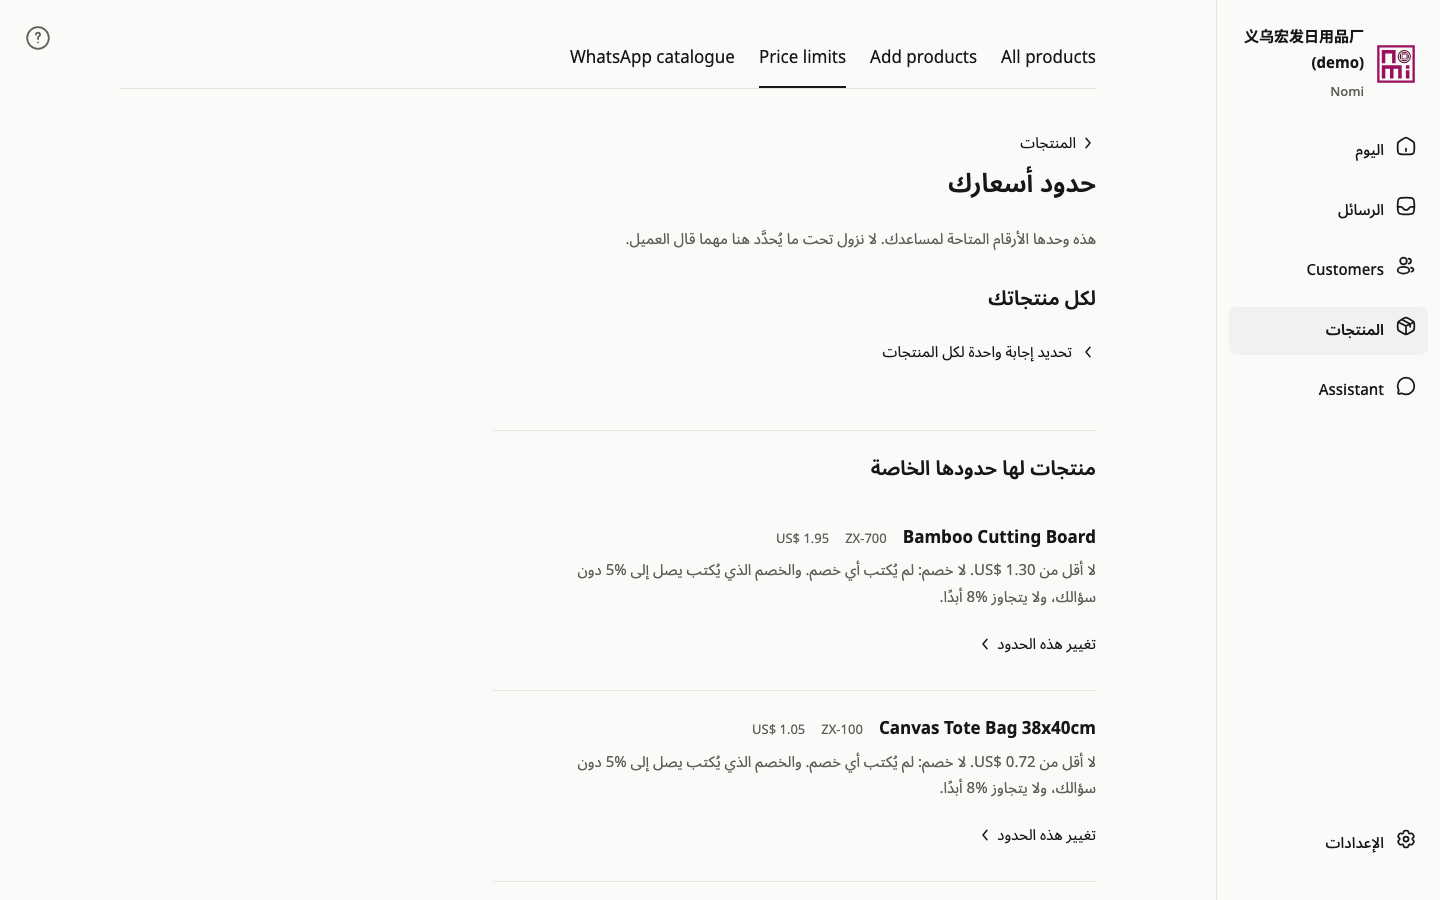 义乌宏发日用品厂
(demo)
Nomi
اليوم
الرسائل
Customers
المنتجات
Assistant
الإعدادات
All products
Add products
Price limits
WhatsApp catalogue
المنتجات
حدود أسعارك
هذه وحدها الأرقام المتاحة لمساعدك. لا نزول تحت ما يُحدَّد هنا مهما قال العميل.
لكل منتجاتك
تحديد إجابة واحدة لكل المنتجات
منتجات لها حدودها الخاصة
Bamboo Cutting Board ZX-700 US$ 1.95
لا أقل من US$ 1.30. لا خصم: لم يُكتب أي خصم. والخصم الذي يُكتب يصل إلى 5% دون
سؤالك، ولا يتجاوز 8% أبدًا.
تغيير هذه الحدود
Canvas Tote Bag 38x40cm ZX-100 US$ 1.05
لا أقل من US$ 0.72. لا خصم: لم يُكتب أي خصم. والخصم الذي يُكتب يصل إلى 5% دون
سؤالك، ولا يتجاوز 8% أبدًا.
تغيير هذه الحدود